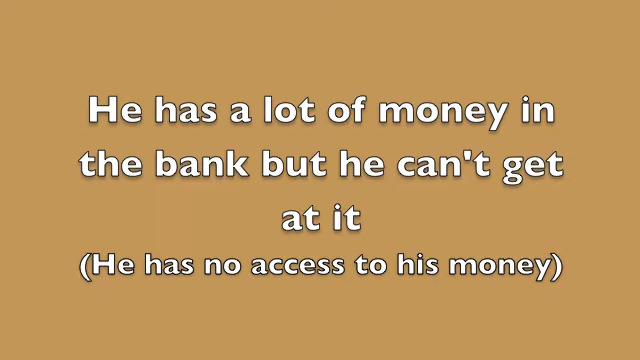 He has a lot of money in
the bank but he can't get
at it
(He has no access to his money)